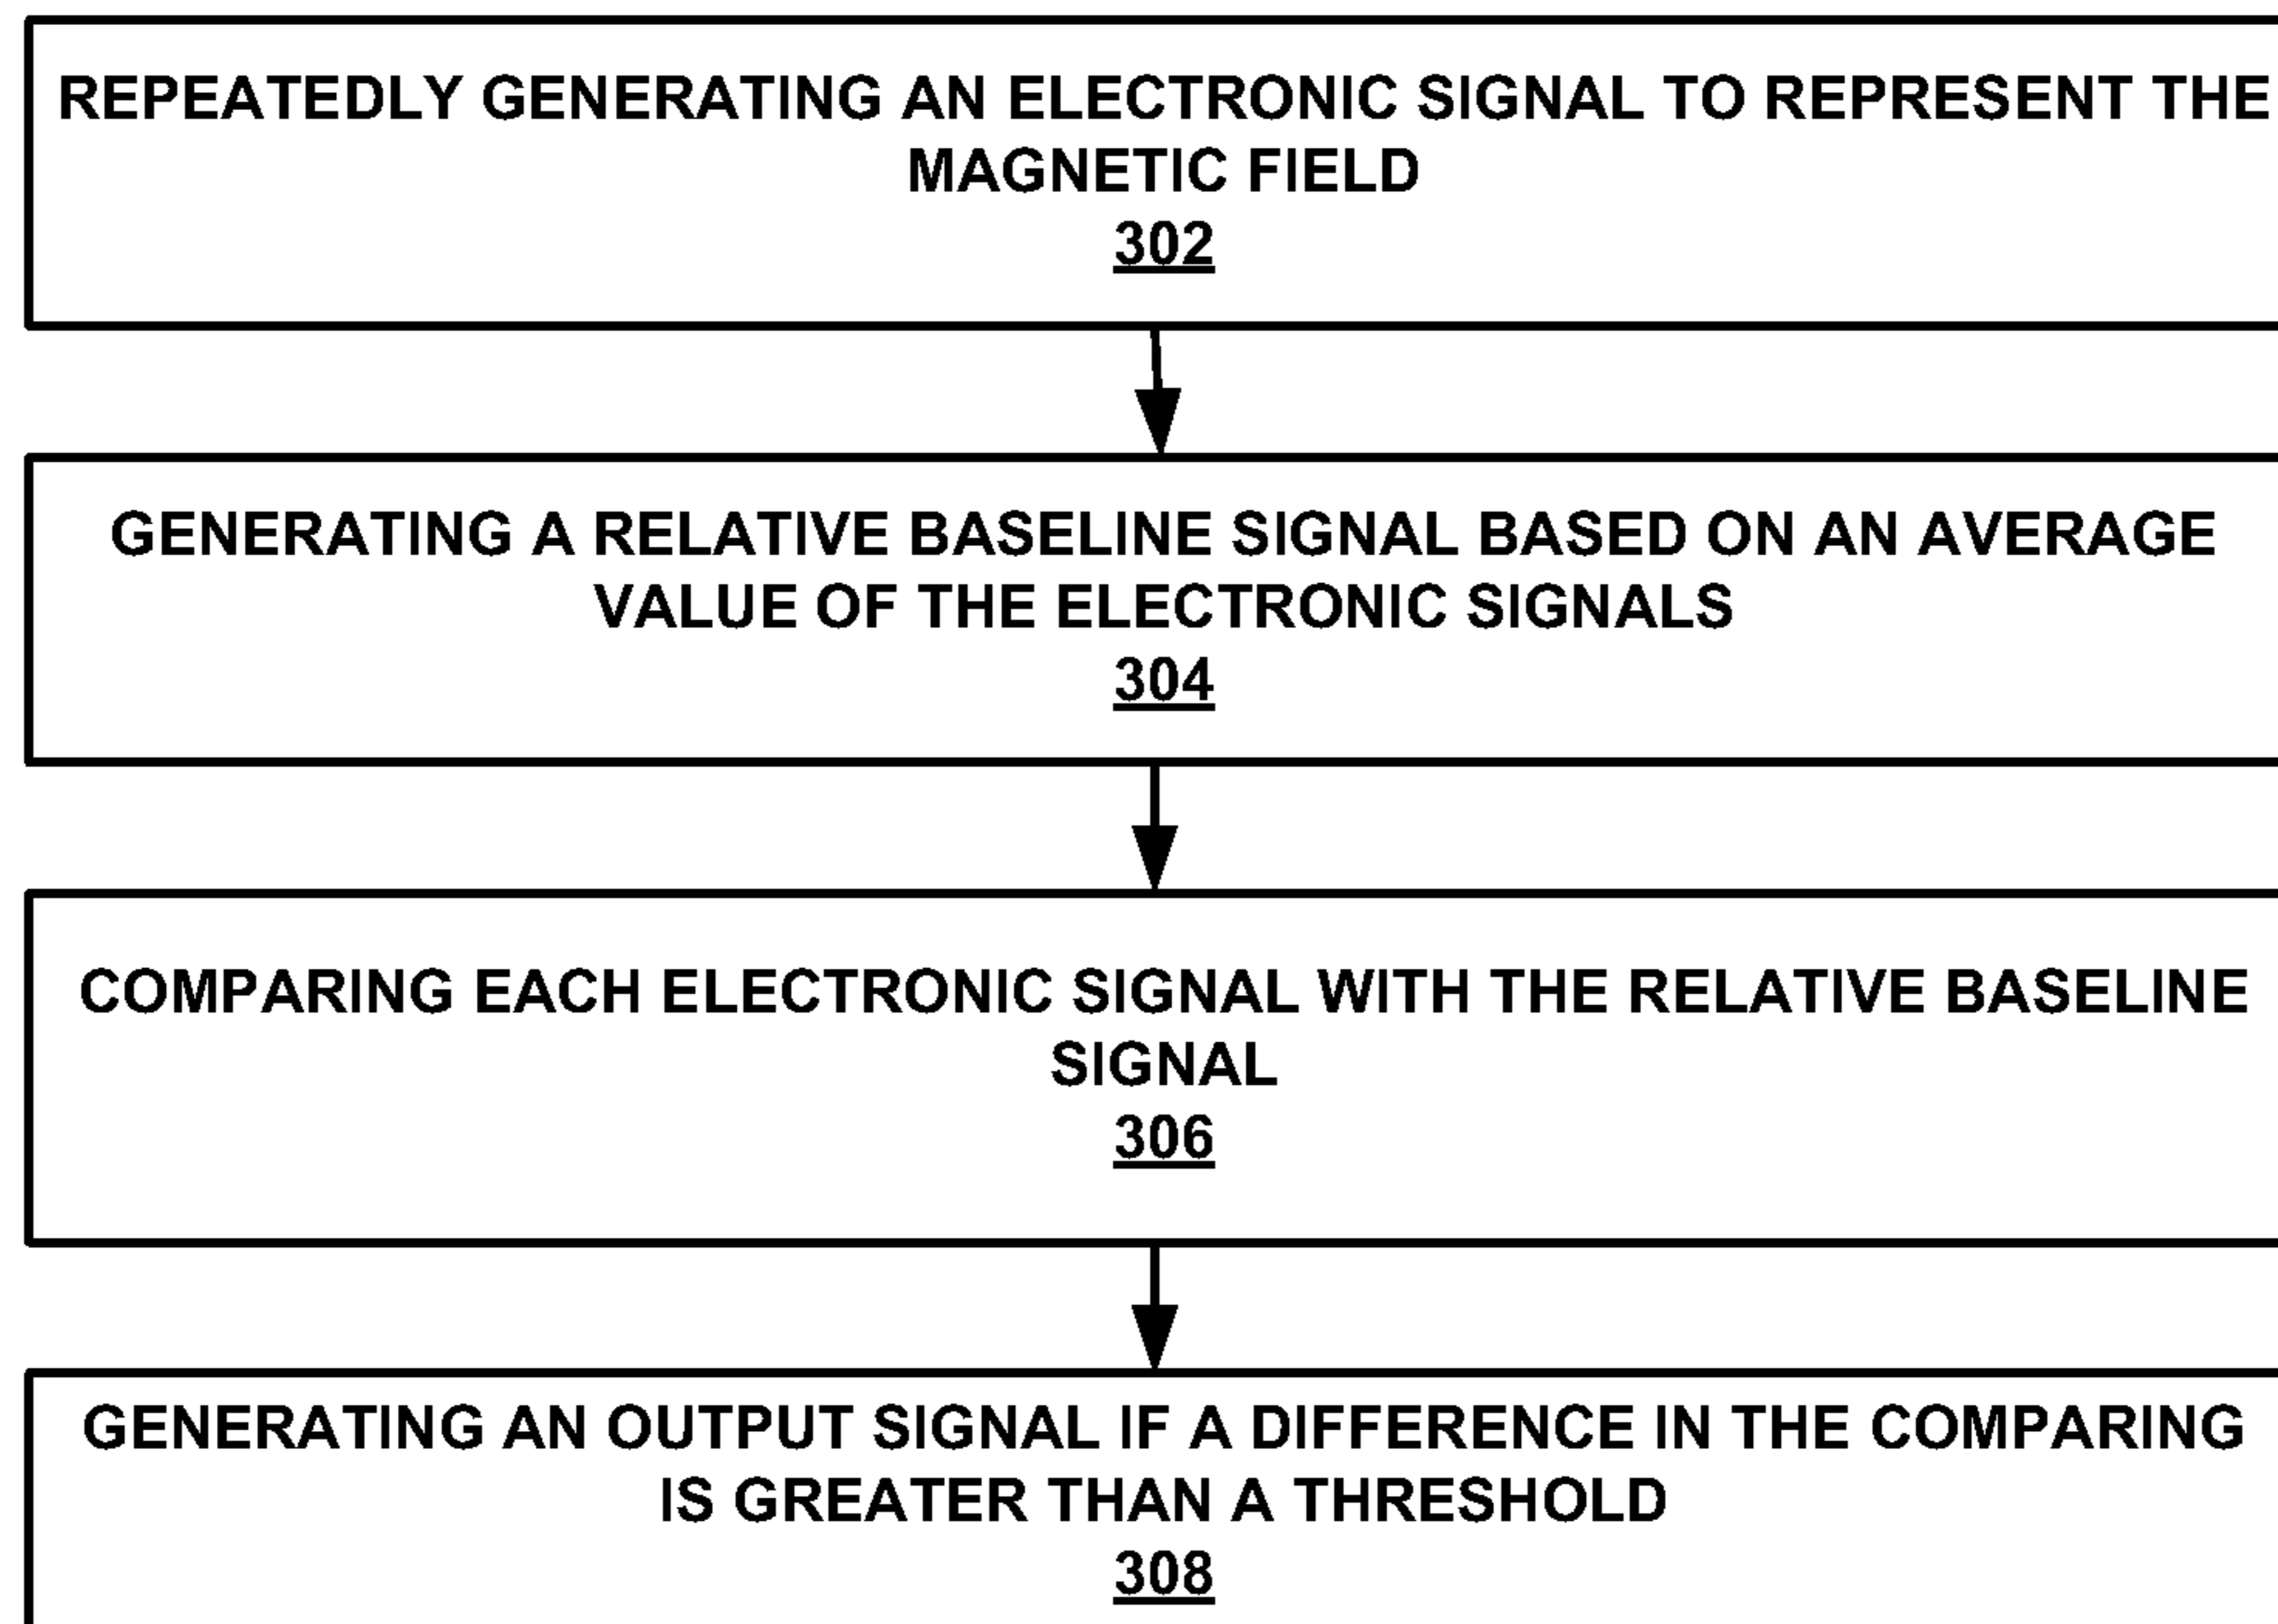 REPEATEDLY GENERATING AN ELECTRONIC SIGNAL TO REPRESENT THE
MAGNETIC FIELD
302
GENERATING A RELATIVE BASELINE SIGNAL BASED ON AN AVERAGE
VALUE OF THE ELECTRONIC SIGNALS
304
COMPARING EACH ELECTRONIC SIGNAL WITH THE RELATIVE BASELINE
SIGNAL
306
GENERATING AN OUTPUT SIGNAL IF A DIFFERENCE IN THE COMPARING
IS GREATER THAN A THRESHOLD
308